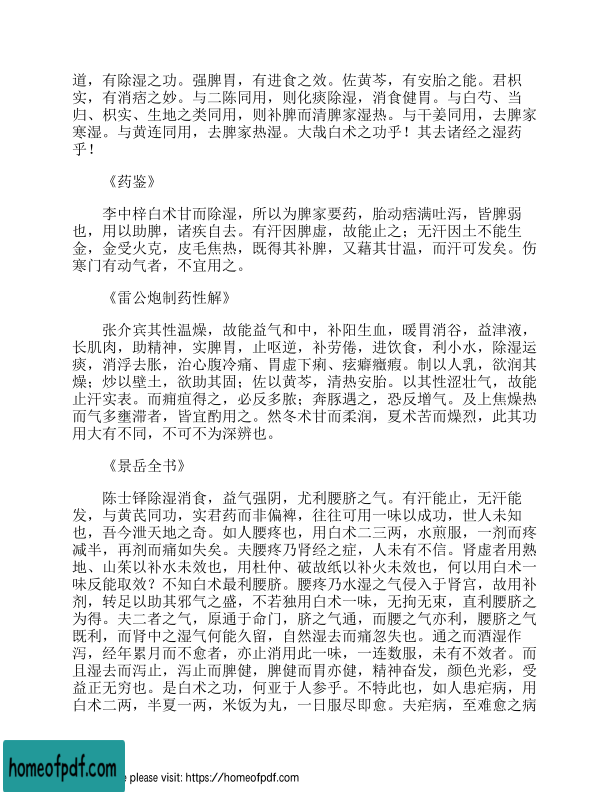 道，有除湿之功。强脾胃，有进食之效。佐黄芩，有安胎之能。君枳
实，有消痞之妙。与二陈同用，则化痰除湿，消食健胃。与白芍、当
归、枳实、生地之类同用，则补脾而清脾家湿热。与干姜同用，去脾家
寒湿。与黄连同用，去脾家热湿。大哉白术之功乎！其去诸经之湿药
乎！
《药鉴》
李中梓白术甘而除湿，所以为脾家要药，胎动痞满吐泻，皆脾弱
也，用以助脾，诸疾自去。有汗因脾虚，故能止之；无汗因土不能生
金，金受火克，皮毛焦热，既得其补脾，又藉其甘温，而汗可发矣。伤
寒门有动气者，不宜用之。
《雷公炮制药性解》
张介宾其性温燥，故能益气和中，补阳生血，暖胃消谷，益津液，
长肌肉，助精神，实脾胃，止呕逆，补劳倦，进饮食，利小水，除湿运
痰，消浮去胀，治心腹冷痛、胃虚下痢、痃癖癥瘕。制以人乳，欲润其
燥；炒以壁土，欲助其固；佐以黄芩，清热安胎。以其性涩壮气，故能
止汗实表。而痈疽得之，必反多脓；奔豚遇之，恐反增气。及上焦燥热
而气多壅滞者，皆宜酌用之。然冬术甘而柔润，夏术苦而燥烈，此其功
用大有不同，不可不为深辨也。
《景岳全书》
陈士铎除湿消食，益气强阴，尤利腰脐之气。有汗能止，无汗能
发，与黄芪同功，实君药而非偏裨，往往可用一味以成功，世人未知
也，吾今泄天地之奇。如人腰疼也，用白术二三两，水煎服，一剂而疼
减半，再剂而痛如失矣。夫腰疼乃肾经之症，人未有不信。肾虚者用熟
地、山茱以补水未效也，用杜仲、破故纸以补火未效也，何以用白术一
味反能取效？不知白术最利腰脐。腰疼乃水湿之气侵入于肾宫，故用补
剂，转足以助其邪气之盛，不若独用白术一味，无拘无束，直利腰脐之
为得。夫二者之气，原通于命门，脐之气通，而腰之气亦利，腰脐之气
既利，而肾中之湿气何能久留，自然湿去而痛忽失也。通之而酒湿作
泻，经年累月而不愈者，亦止消用此一味，一连数服，未有不效者。而
且湿去而泻止，泻止而脾健，脾健而胃亦健，精神奋发，颜色光彩，受
益正无穷也。是白术之功，何亚于人参乎。不特此也，如人患疟病，用
白术二两，半夏一两，米饭为丸，一日服尽即愈。夫疟病，至难愈之病
homeofpdf.com
e please visit: https://homeofpdf.com